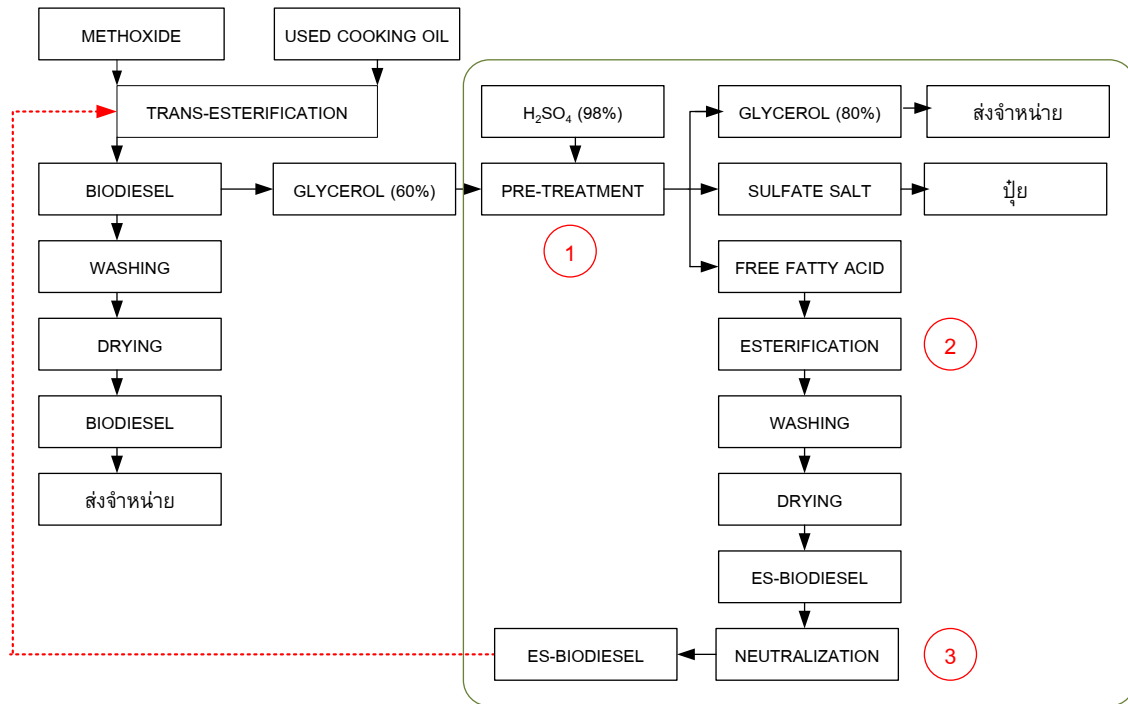 METHOXIDE
USED COOKING OIL
TRANS-ESTERIFICATION
H₂SO₄ (98%)
GLYCEROL (80%)
ส่งจำหน่าย
BIODIESEL
GLYCEROL (60%)
PRE-TREATMENT
SULFATE SALT
ปุ๋ย
1
WASHING
FREE FATTY ACID
DRYING
ESTERIFICATION
2
BIODIESEL
WASHING
ส่งจำหน่าย
DRYING
ES-BIODIESEL
ES-BIODIESEL
NEUTRALIZATION
3